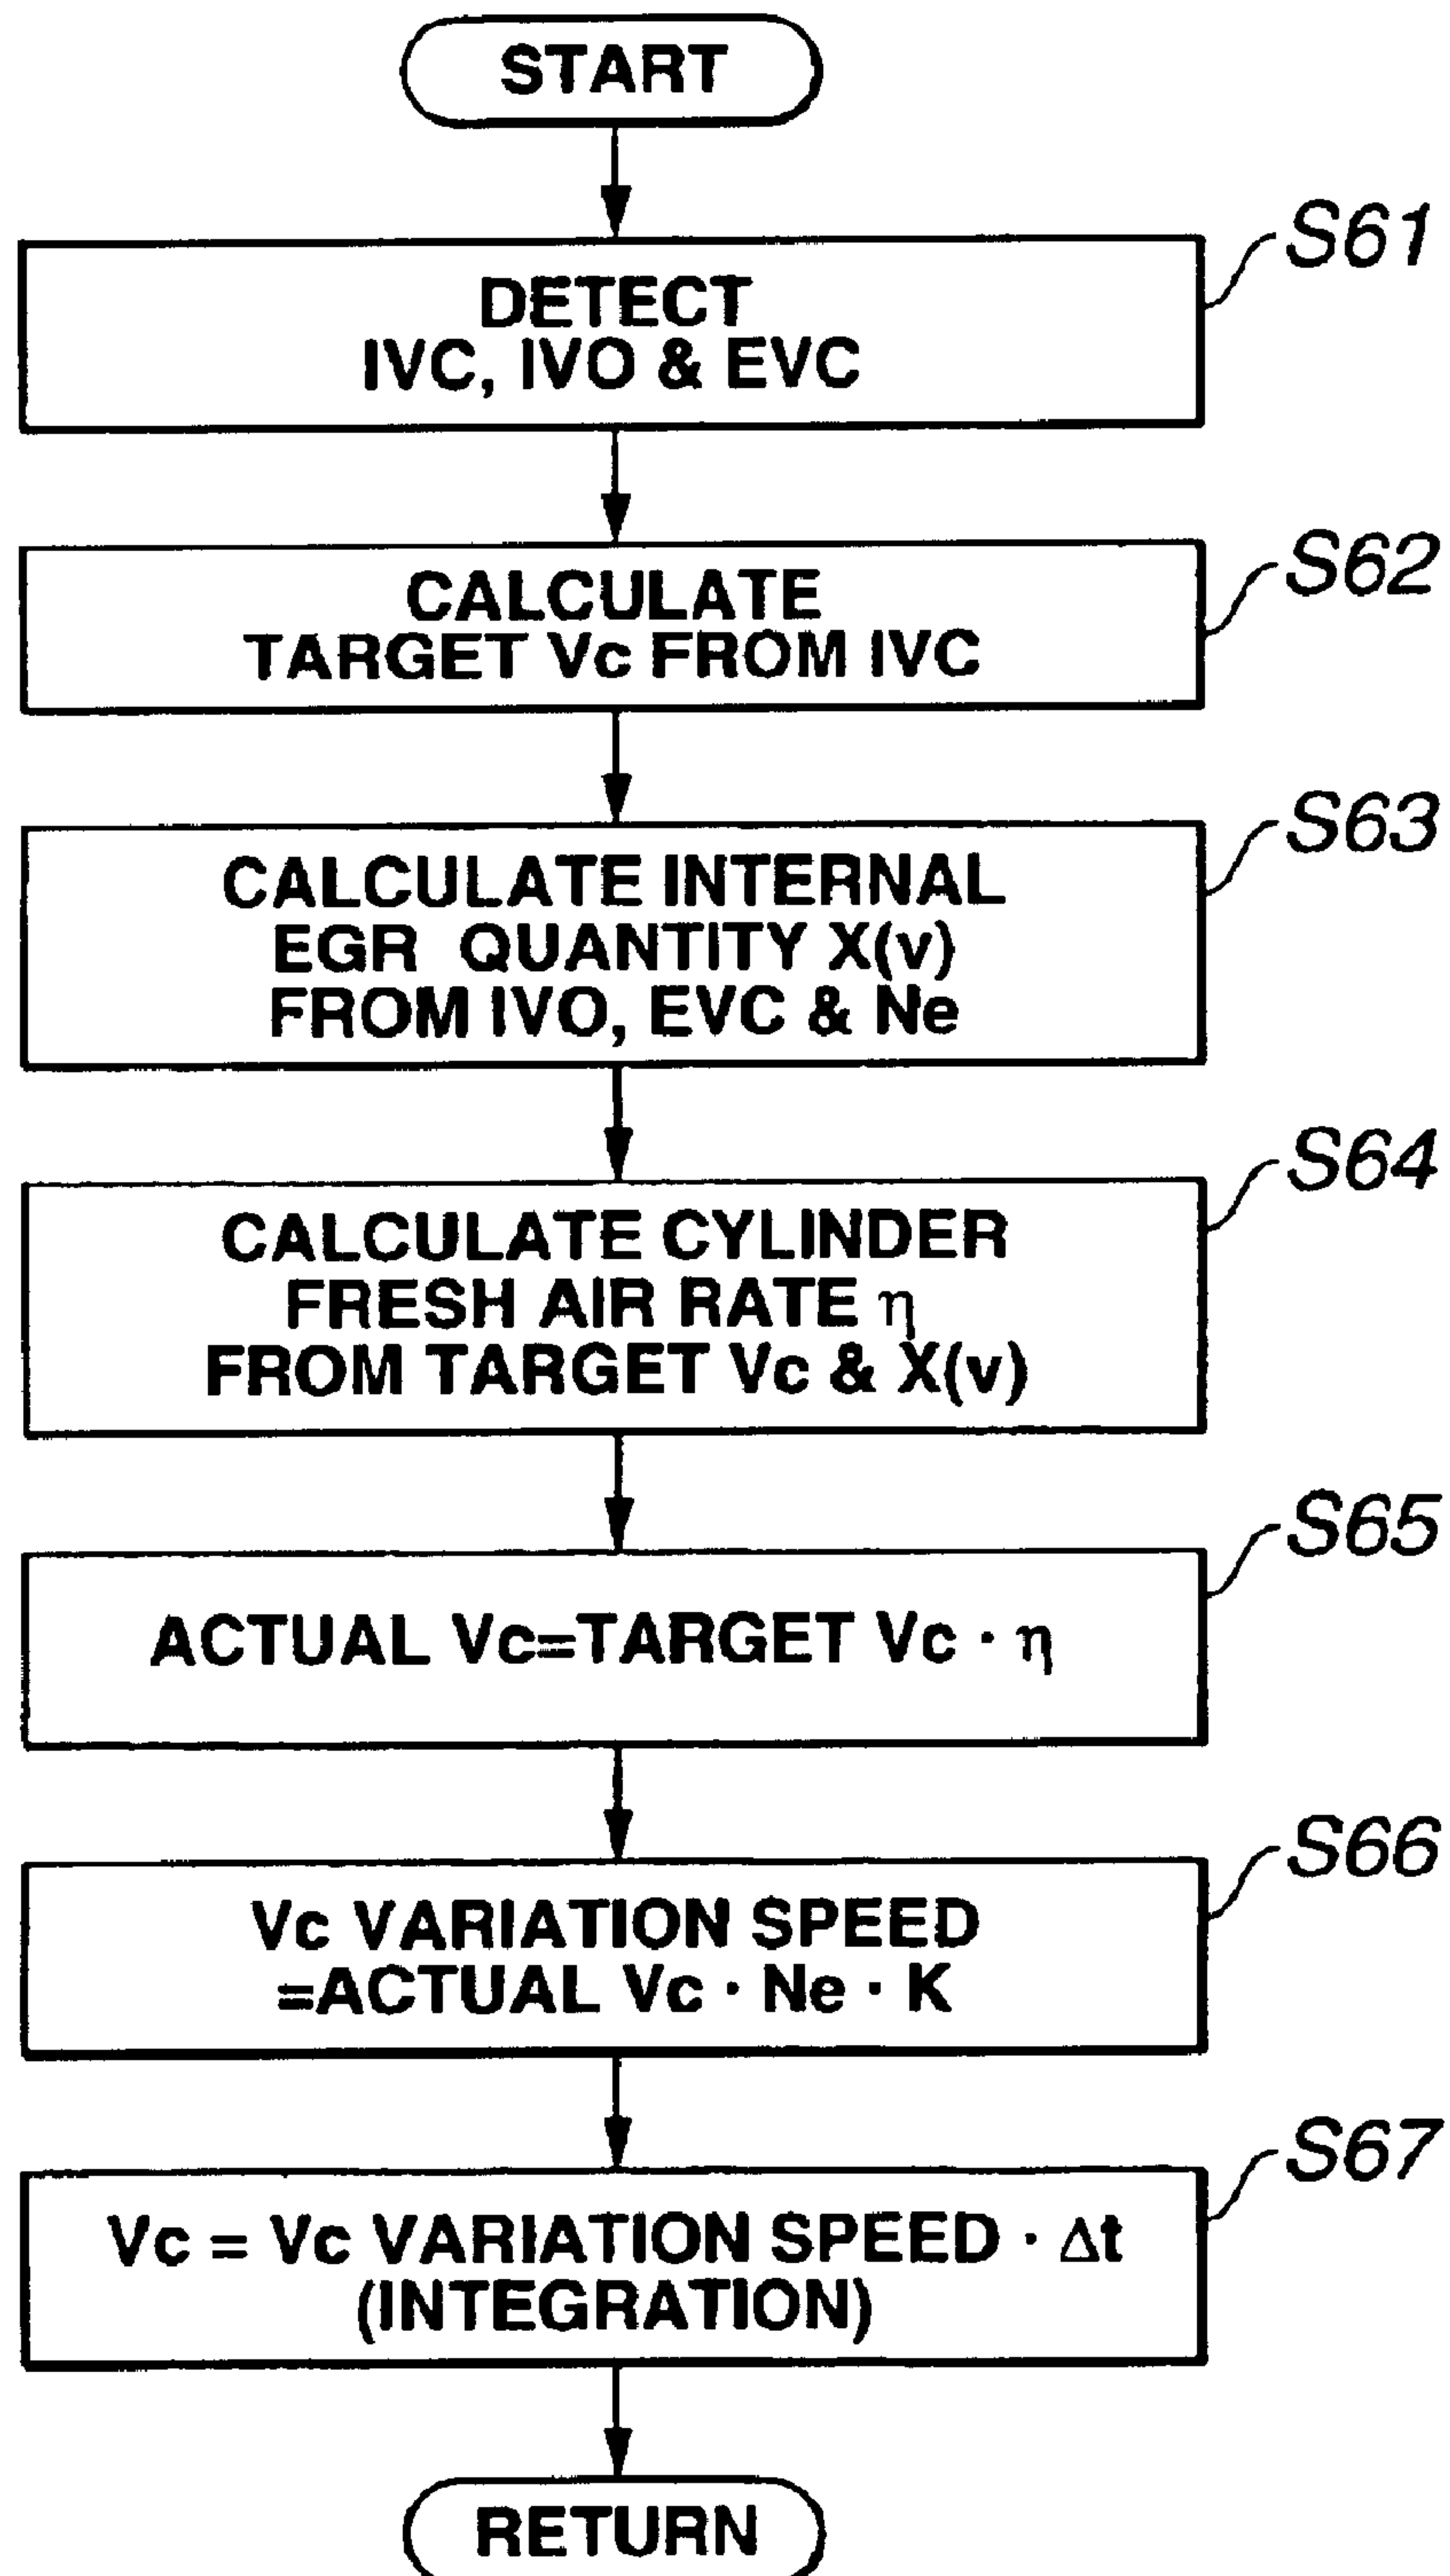 START
S61
DETECT
IVC, IVO & EVC
S62
CALCULATE
TARGET Vc FROM IVC
S63
CALCULATE INTERNAL
EGR QUANTITY X(v)
FROM IVO, EVC & Ne
S64
CALCULATE CYLINDER
FRESH AIR RATE η
FROM TARGET Vc & X(v)
S65
ACTUAL Vc=TARGET Vc · η
S66
Vc VARIATION SPEED
=ACTUAL Vc · Ne · K
S67
Vc = Vc VARIATION SPEED · Δt
(INTEGRATION)
RETURN